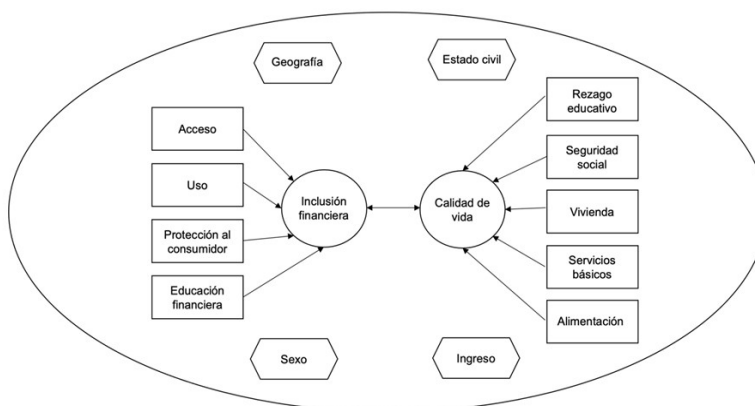 Geografía
Estado civil
Rezago
educativo
Acceso
Seguridad
social
Uso
Inclusión
financiera
Calidad de
vida
Vivienda
Protección al
consumidor
Servicios
básicos
Educación
financiera
Alimentación
Sexo
Ingreso